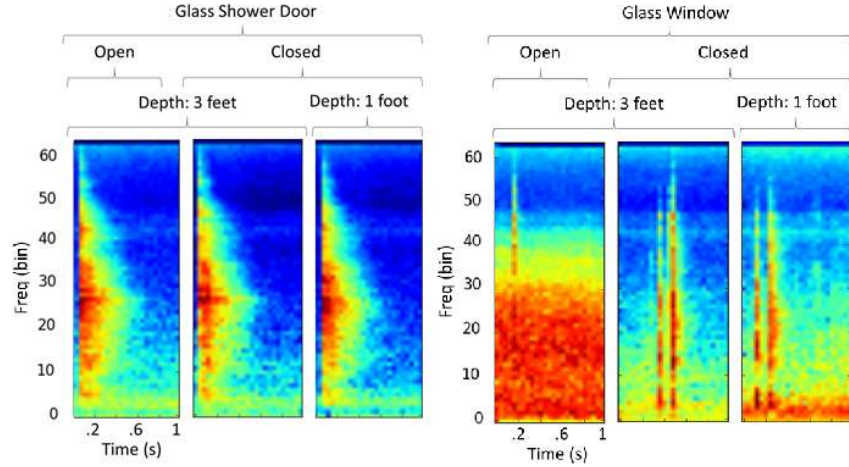 Glass Shower Door
Open Closed
Depth: 3 feet Depth: 1 foot
60
50
40
30
20
10
0
Freq (bin)
.2 .6 1
Time (s)
Glass Window
Open Closed
Depth: 3 feet Depth: 1 foot
60
50
40
30
20
10
0
Freq (bin)
.2 .6 1
Time (s)